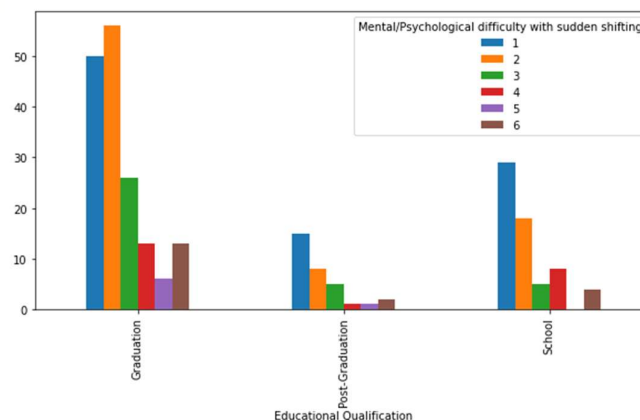 Mental/Psychological difficulty with sudden shifting
1
2
3
4
5
6
50
40
30
20
10
0
Graduation
Post-Graduation
School
Educational Qualification